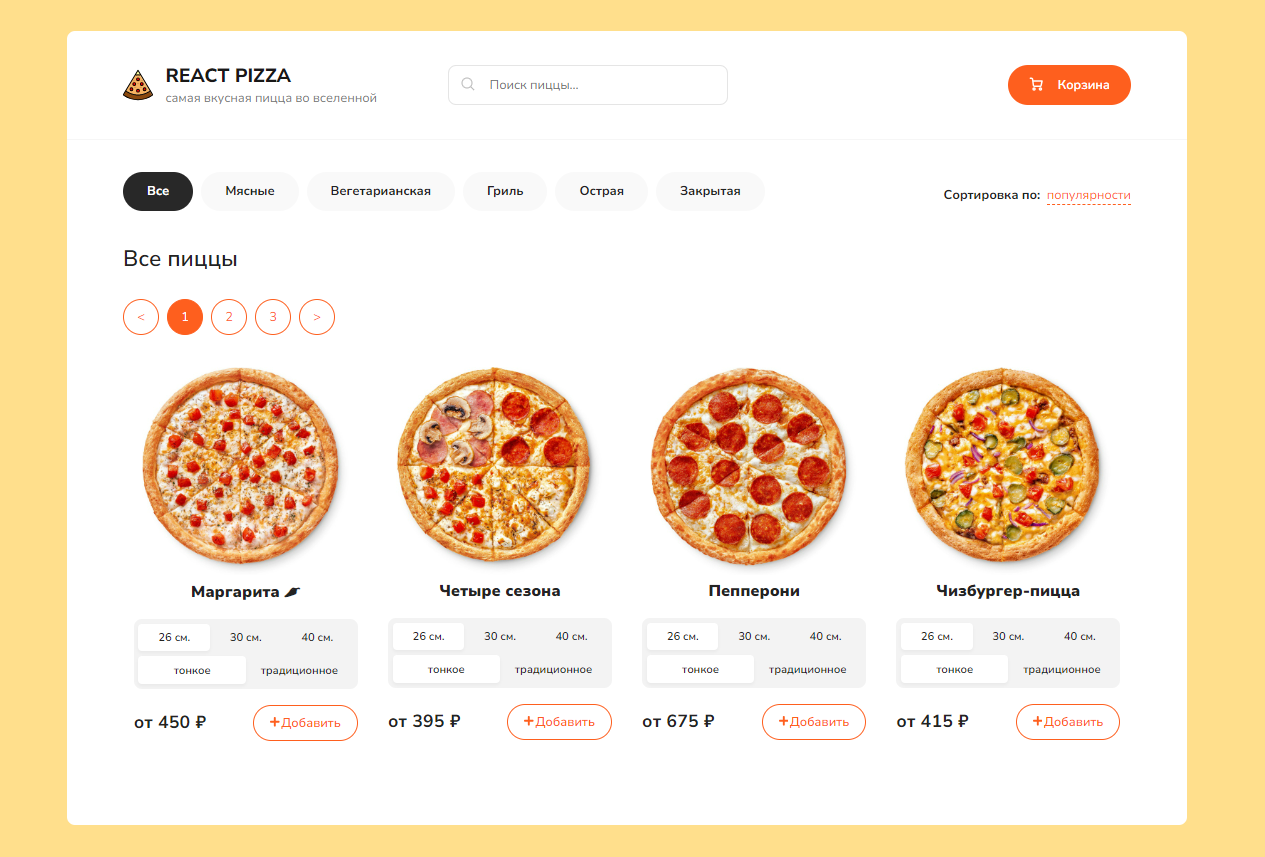 REACT PIZZA
самая вкусная пицца во вселенной
Поиск пиццы...
Корзина
Все Мясные Вегетарианская Гриль Острая Закрытая
Сортировка по: популярности
Все пиццы
< 1 2 3 >
Маргарита Четыре сезона Пепперони Чизбургер-пицца
26 см. 30 см. 40 см. 26 см. 30 см. 40 см. 26 см. 30 см. 40 см. 26 см. 30 см. 40 см.
тонкое традиционное тонкое традиционное тонкое традиционное тонкое традиционное
от 450 ₽ +Добавить от 395 ₽ +Добавить от 675 ₽ +Добавить от 415 ₽ +Добавить